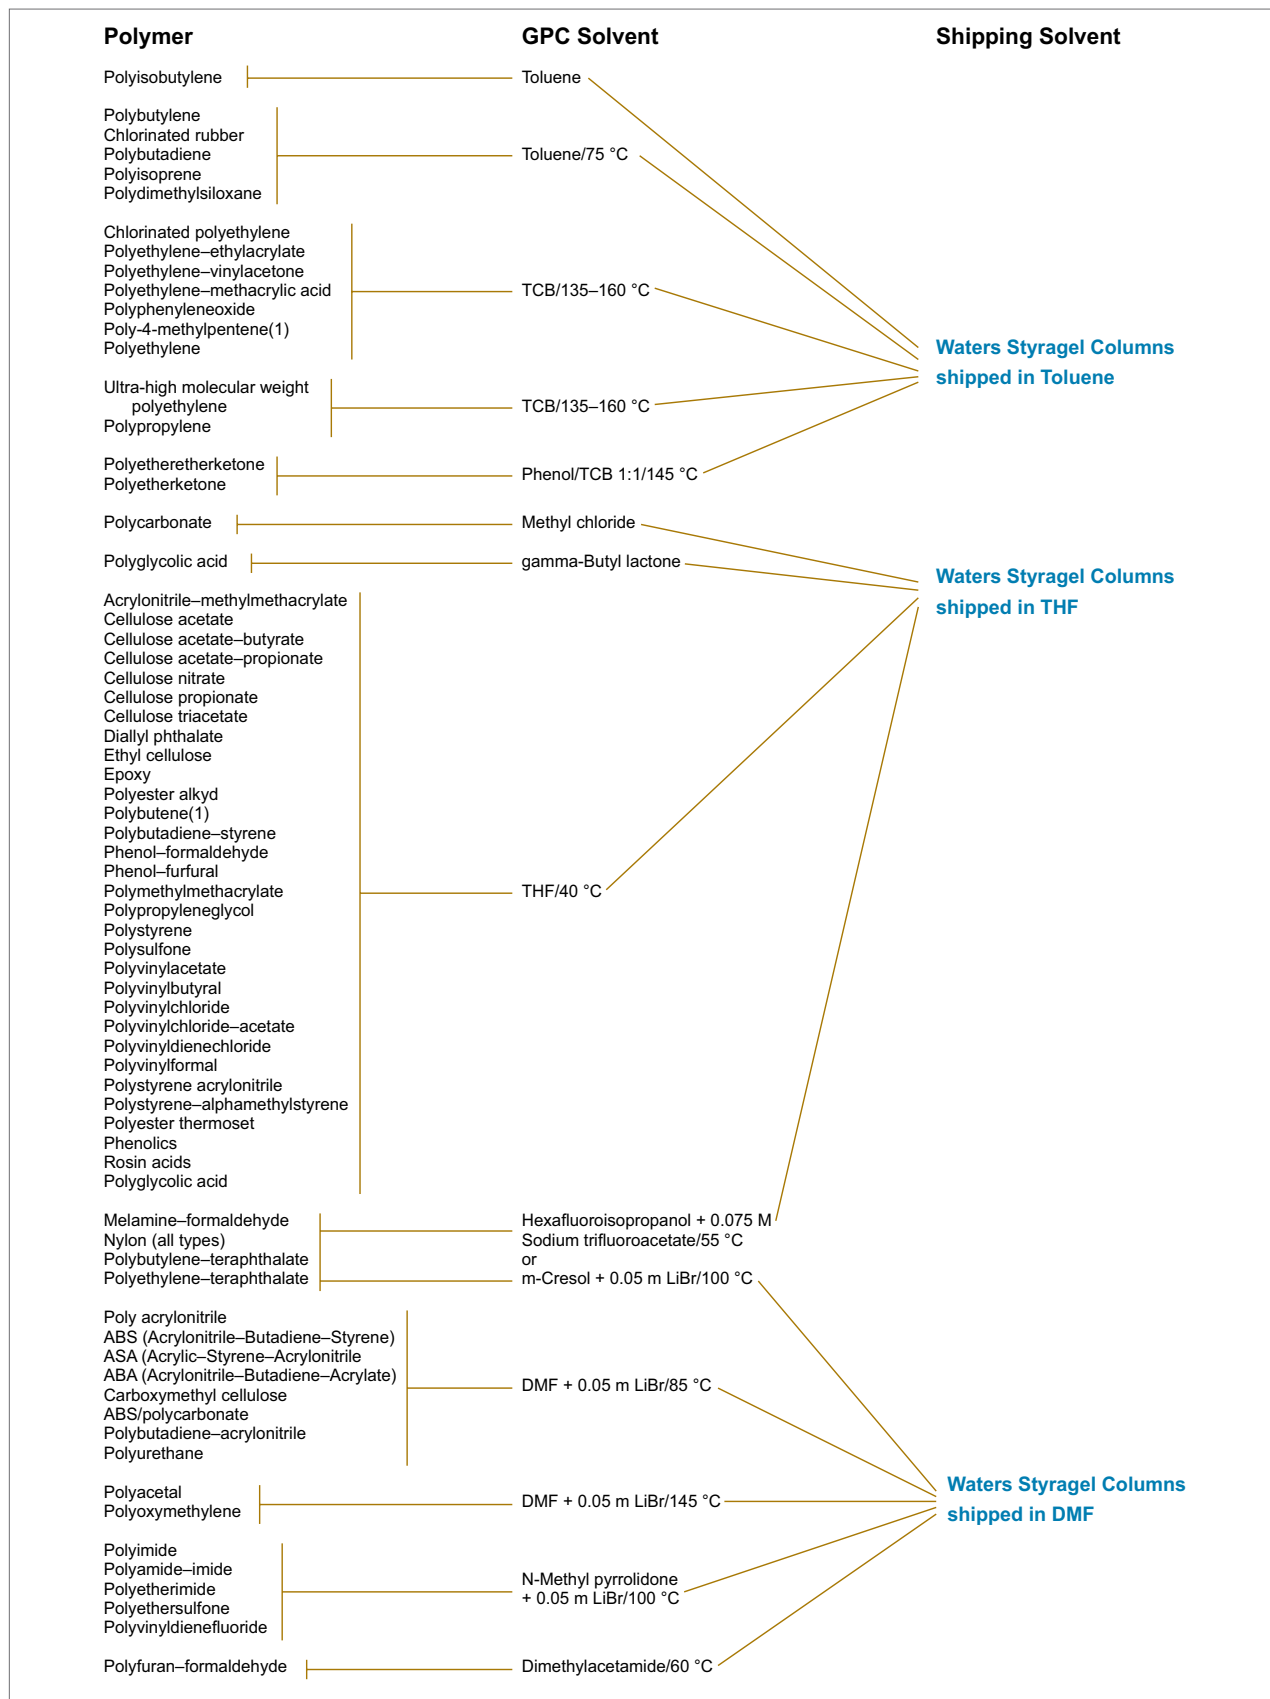 Polymer
GPC Solvent
Shipping Solvent
Polyisobutylene
Toluene
Polybutylene
Chlorinated rubber
Polybutadiene
Polyisoprene
Polydimethylsiloxane
Toluene/75 °C
Chlorinated polyethylene
Polyethylene–ethylacrylate
Polyethylene–vinylacetone
Polyethylene–methacrylic acid
Polyphenyleneoxide
Poly-4-methylpentene(1)
Polyethylene
TCB/135–160 °C
Ultra-high molecular weight
polyethylene
Polypropylene
TCB/135–160 °C
Polyetheretherketone
Polyetherketone
Phenol/TCB 1:1/145 °C
Waters Styragel Columns
shipped in Toluene
Polycarbonate
Methyl chloride
Polyglycolic acid
gamma-Butyl lactone
Acrylonitrile–methylmethacrylate
Cellulose acetate
Cellulose acetate–butyrate
Cellulose acetate–propionate
Cellulose nitrate
Cellulose propionate
Cellulose triacetate
Diallyl phthalate
Ethyl cellulose
Epoxy
Polyester alkyd
Polybutene(1)
Polybutadiene–styrene
Phenol–formaldehyde
Phenol–furfural
Polymethylmethacrylate
Polypropyleneglycol
Polystyrene
Polysulfone
Polyvinylacetate
Polyvinylbutyral
Polyvinylchloride
Polyvinylchloride–acetate
Polyvinyldienechloride
Polyvinylformal
Polystyrene acrylonitrile
Polystyrene–alphamethylstyrene
Polyester thermoset
Phenolics
Rosin acids
Polyglycolic acid
THF/40 °C
Waters Styragel Columns
shipped in THF
Melamine–formaldehyde
Nylon (all types)
Polybutylene–teraphthalate
Polyethylene–teraphthalate
Hexafluoroisopropanol + 0.075 M
Sodium trifluoroacetate/55 °C
or
m-Cresol + 0.05 m LiBr/100 °C
Poly acrylonitrile
ABS (Acrylonitrile–Butadiene–Styrene)
ASA (Acrylic–Styrene–Acrylonitrile
ABA (Acrylonitrile–Butadiene–Acrylate)
Carboxymethyl cellulose
ABS/polycarbonate
Polybutadiene–acrylonitrile
Polyurethane
DMF + 0.05 m LiBr/85 °C
Polyacetal
Polyoxymethylene
DMF + 0.05 m LiBr/145 °C
Polyimide
Polyamide–imide
Polyetherimide
Polyethersulfone
Polyvinyldienefluoride
N-Methyl pyrrolidone
+ 0.05 m LiBr/100 °C
Polyfuran–formaldehyde
Dimethylacetamide/60 °C
Waters Styragel Columns
shipped in DMF